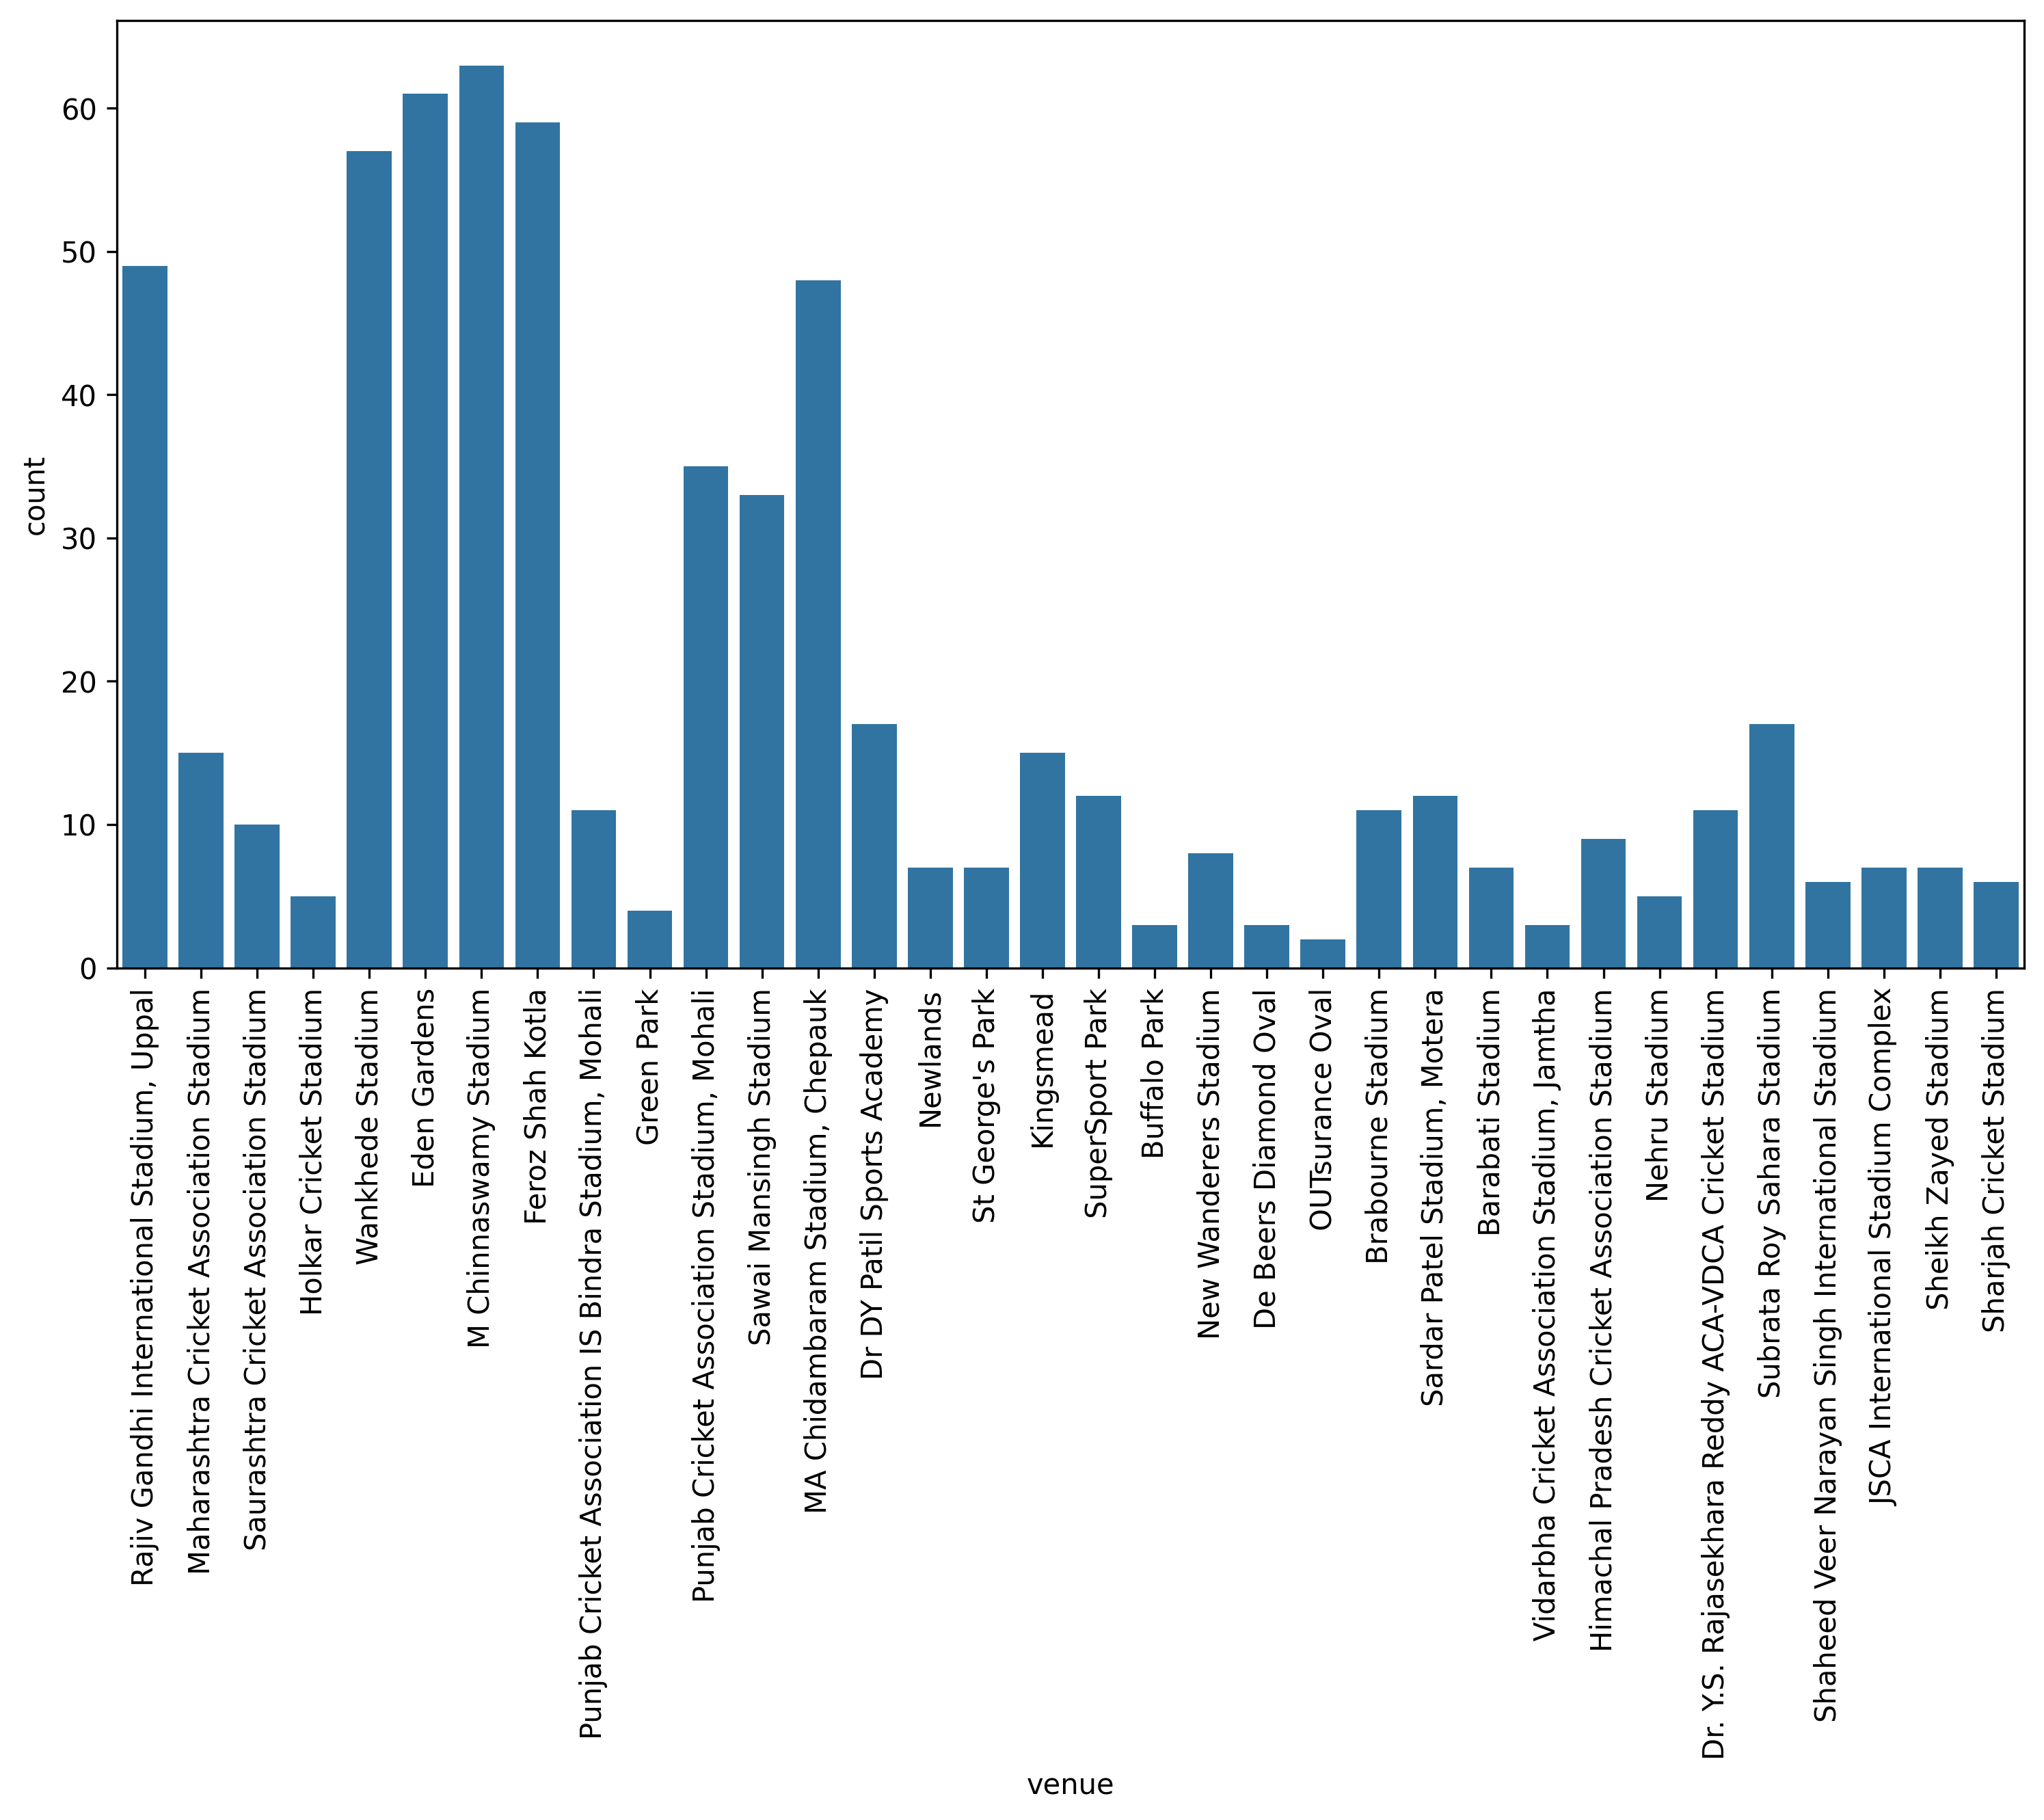 count
60
50
40
30
20
10
0
Rajiv Gandhi International Stadium, Uppal
Maharashtra Cricket Association Stadium
Saurashtra Cricket Association Stadium
Holkar Cricket Stadium
Wankhede Stadium
Eden Gardens
M Chinnaswamy Stadium
Feroz Shah Kotla
Punjab Cricket Association IS Bindra Stadium, Mohali
Green Park
Punjab Cricket Association Stadium, Mohali
Sawai Mansingh Stadium
MA Chidambaram Stadium, Chepauk
Dr DY Patil Sports Academy
Newlands
St George's Park
Kingsmead
SuperSport Park
Buffalo Park
New Wanderers Stadium
De Beers Diamond Oval
OUTsurance Oval
Brabourne Stadium
Sardar Patel Stadium, Motera
Barabati Stadium
Vidarbha Cricket Association Stadium, Jamtha
Himachal Pradesh Cricket Association Stadium
Nehru Stadium
Dr. Y.S. Rajasekhara Reddy ACA-VDCA Cricket Stadium
Subrata Roy Sahara Stadium
Shaheed Veer Narayan Singh International Stadium
JSCA International Stadium Complex
Sheikh Zayed Stadium
Sharjah Cricket Stadium
venue